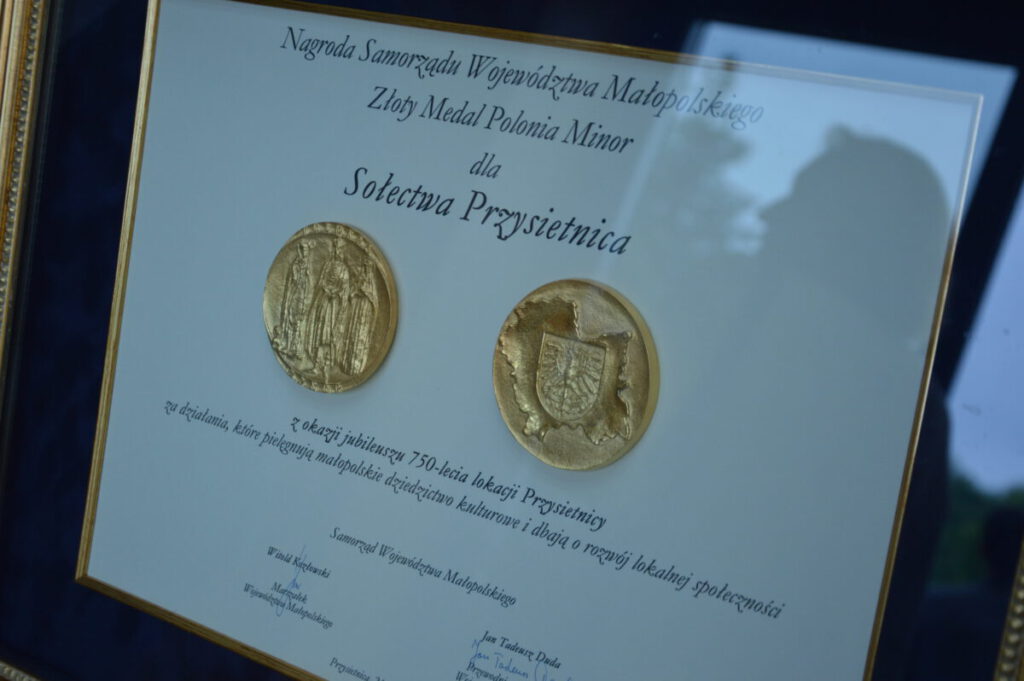 Nagroda Samorządu Województwa Małopolskiego
Złoty Medal Polonia Minor
dla
Sołectwa Przysietnica
z okazji jubileuszu 750-lecia lokacji Przysietnicy
za działania, które pielęgnują małopolskie dziedzictwo kulturowe i dbają o rozwój lokalnej społeczności
Samorząd Województwa Małopolskiego
Witold Kozłowski
Marszałek
Województwa Małopolskiego
Jan Tadeusz Duda
Jan Tadeusz
Przysietnica,